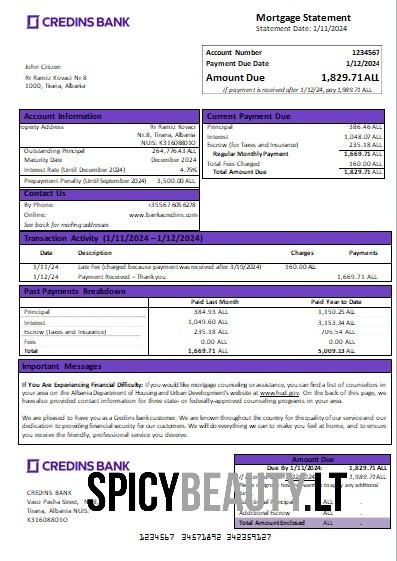 CREDINS BANK
Mortgage Statement
Statement Date: 1/11/2024
Account Number 1234567
Payment Due Date 1/12/2024
Amount Due 1,829.71 ALL
If payment is received after 1/12/24, pay 1,989.71 ALL
John Citizen
Rr Ramiz Kovaci Nr 8
1000, Tirana, Albania
Account Information
Property Address Rr Ramiz Kovaci
Nr.8, Tirana, Albania
NUIS: K31608801O
Outstanding Principal 264,776.43 ALL
Maturity Date December 2024
Interest Rate (Until December 2024) 4.75%
Prepayment Penalty (Until September 2024) 3,500.00 ALL
Contact Us
By Phone: +35567 605 6278
Online: www.bankacredins.com
See back for mailing addresses
Current Payment Due
Principal 386.46 ALL
Interest 1,048.07 ALL
Escrow (for Taxes and Insurance) 235.18 ALL
Regular Monthly Payment 1,669.71 ALL
Total Fees Charged 160.00 ALL
Total Amount Due 1,829.71 ALL
Transaction Activity (1/11/2024 – 1/12/2024)
Date Description Charges Payments
1/11/24 Late Fee (charged because payment was received after 3/19/2024) 160.00 ALL
1/12/24 Payment Received – Thank you 1,669.71 ALL
Past Payments Breakdown
Paid Last Month Paid Year to Date
Principal 384.93 ALL 1,150.25 ALL
Interest 1,049.60 ALL 3,153.34 ALL
Escrow (Taxes and Insurance) 235.18 ALL 705.54 ALL
Fees 0.00 ALL 0.00 ALL
Total 1,669.71 ALL 5,009.13 ALL
Important Messages
If You Are Experiencing Financial Difficulty: If you would like mortgage counseling or assistance, you can find a list of counselors in
your area on the Albania Department of Housing and Urban Development's website at www.hud.gov. On the back of this page, we
have also provided contact information for three state- or federally-approved counseling programs in your area.
We are pleased to have you as a Credins bank customer. We are known throughout the country for the quality of our service and our
dedication to providing financial security for our customers. We will do everything we can to make you feel at home, and to ensure
you receive the friendly, professional service you deserve.
CREDINS BANK
CREDINS BANK
Vaso Pasha Street,
Tirana, Albania NUIS:
K31608801O
Amount Due
Due By 1/11/2024: 1,829.71 ALL
1,989.71 ALL
Additional Principal ALL .
Additional Escrow ALL .
Total Amount Enclosed ALL .
SPICYBEAUTY.LT
1234567 34571892 342359127